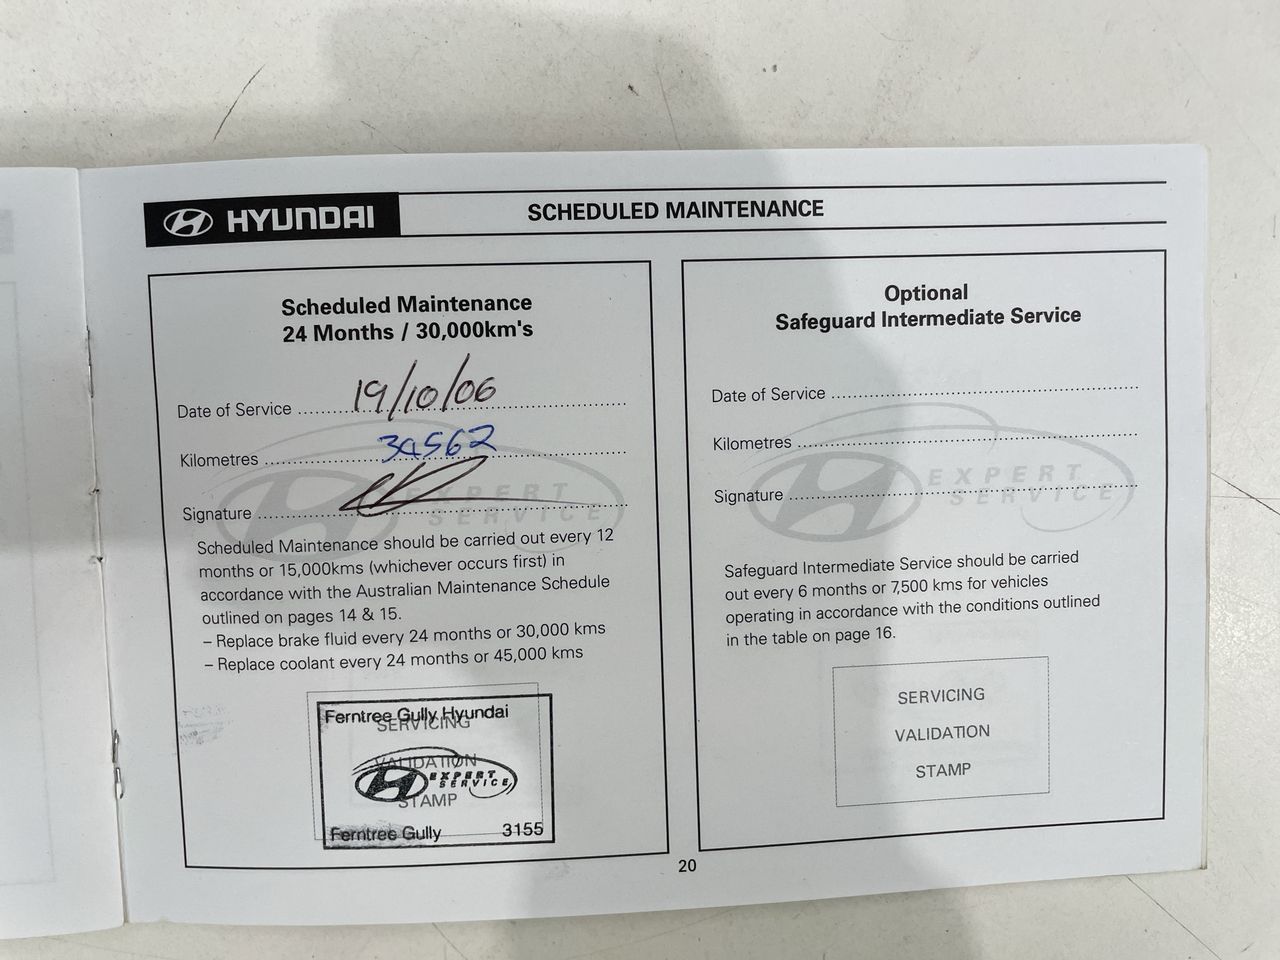 HYUNDAI
SCHEDULED MAINTENANCE
Scheduled Maintenance
24 Months / 30,000km's
Date of Service 19/10/06
Kilometres
Signature
EXPERT
SERVICE
Scheduled Maintenance should be carried out every 12
months or 15,000kms (whichever occurs first) in
accordance with the Australian Maintenance Schedule
outlined on pages 14 & 15.
– Replace brake fluid every 24 months or 30,000 kms
– Replace coolant every 24 months or 45,000 kms
Ferntree Gully Hyundai
SERVICING
VALIDATION
EXPERT
SERVICE
STAMP
Ferntree Gully 3155
Optional
Safeguard Intermediate Service
Date of Service
Kilometres
Signature
EXPERT
SERVICE
Safeguard Intermediate Service should be carried
out every 6 months or 7,500 kms for vehicles
operating in accordance with the conditions outlined
in the table on page 16.
SERVICING
VALIDATION
STAMP
20